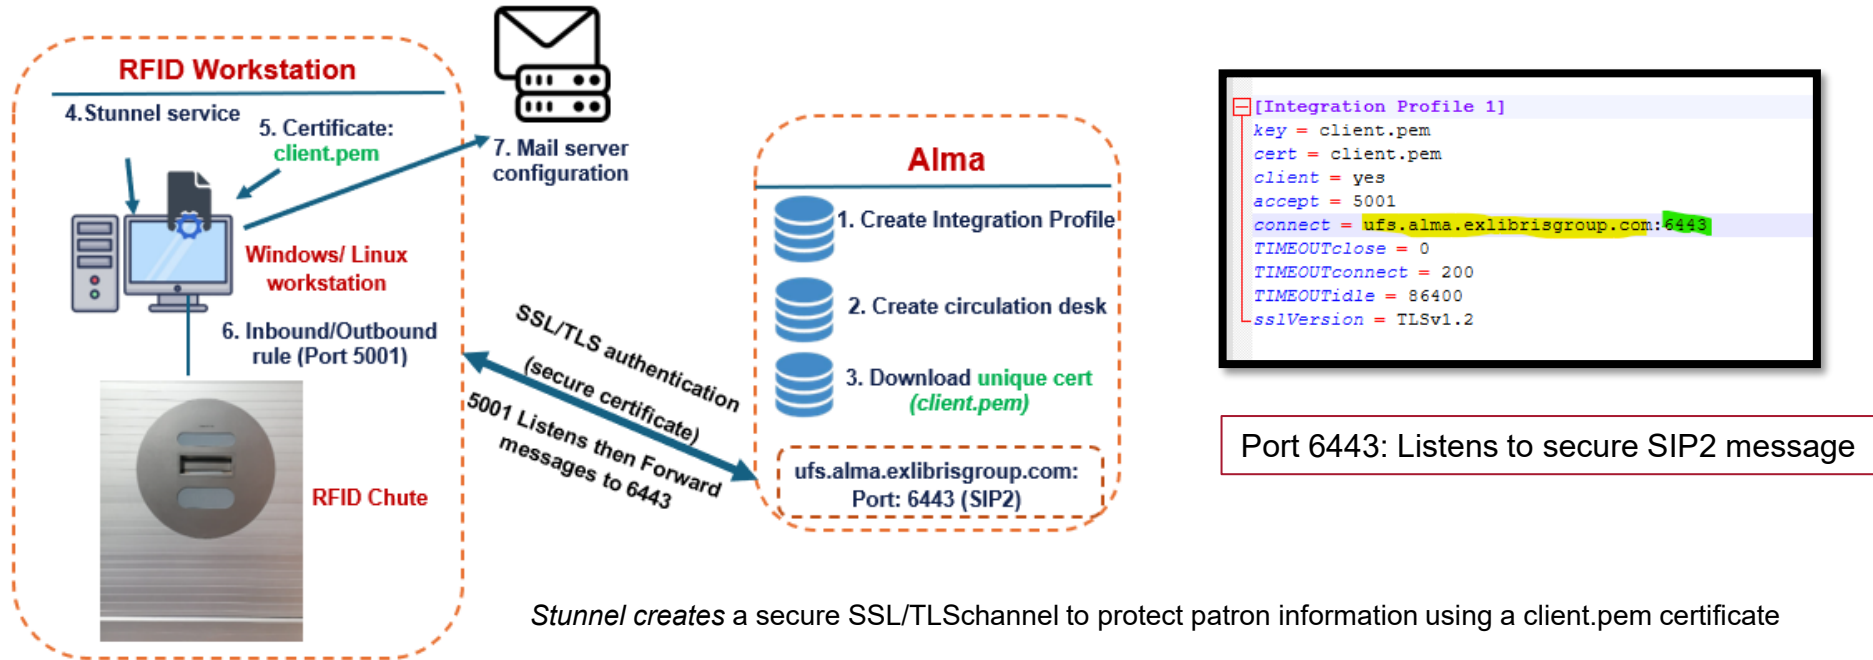 RFID Workstation
4.Stunnel service
5. Certificate:
client.pem
Windows/ Linux
workstation
6. Inbound/Outbound
rule (Port 5001)
RFID Chute
7. Mail server
configuration
SSL/TLS authentication
(secure certificate)
5001 Listens then Forward
messages to 6443
Alma
1. Create Integration Profile
2. Create circulation desk
3. Download unique cert
(client.pem)
ufs.alma.exlibrisgroup.com:
Port: 6443 (SIP2)
[Integration Profile 1]
key = client.pem
cert = client.pem
client = yes
accept = 5001
connect = ufs.alma.exlibrisgroup.com:6443
TIMEOUTclose = 0
TIMEOUTconnect = 200
TIMEOUTidle = 86400
sslVersion = TLSv1.2
Port 6443: Listens to secure SIP2 message
Stunnel creates a secure SSL/TLSchannel to protect patron information using a client.pem certificate